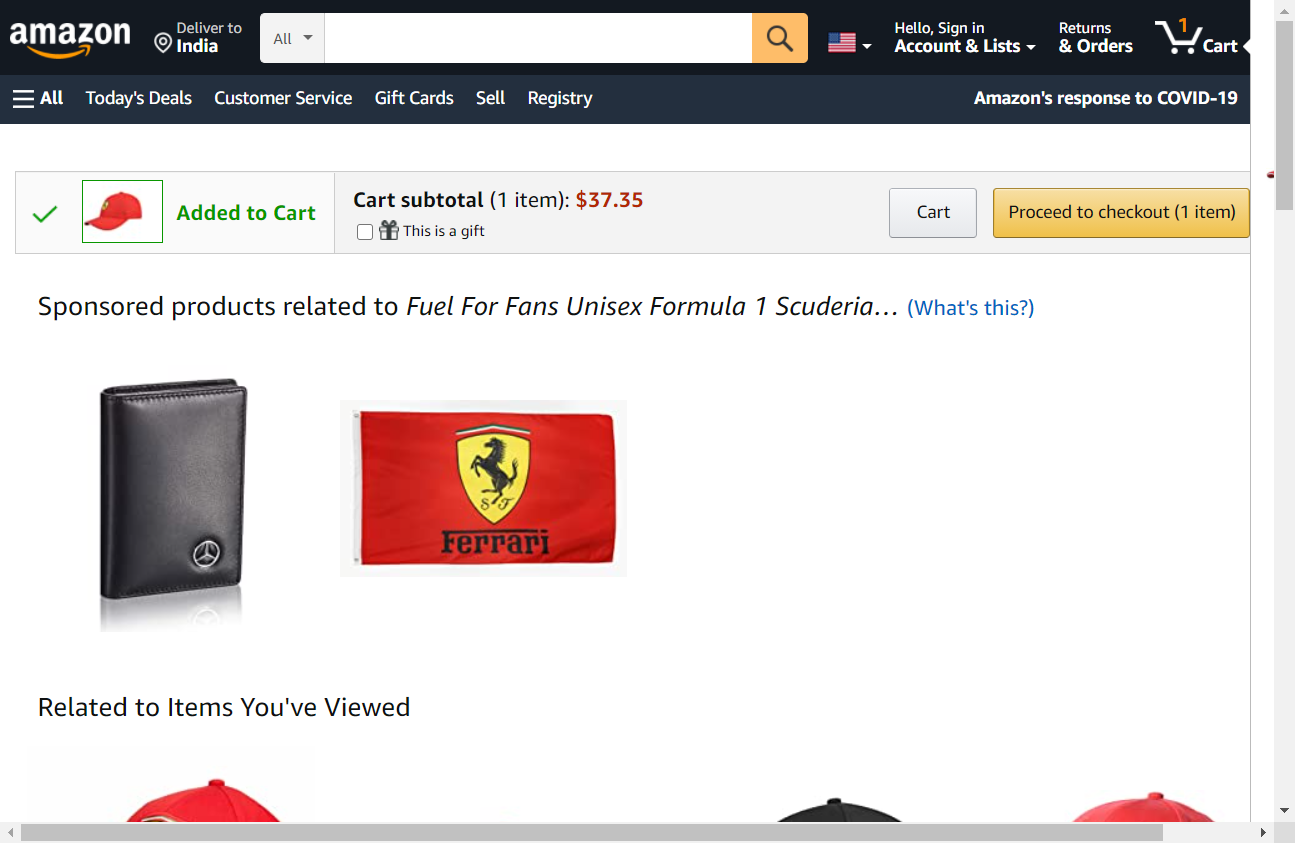 amazon
Deliver to
India
All
Hello, Sign in
Account & Lists
Returns
& Orders
1
Cart
All
Today's Deals
Customer Service
Gift Cards
Sell
Registry
Amazon's response to COVID-19
Added to Cart
Cart subtotal (1 item): $37.35
This is a gift
Cart
Proceed to checkout (1 item)
Sponsored products related to Fuel For Fans Unisex Formula 1 Scuderia… (What's this?)
S F
Ferrari
Related to Items You've Viewed